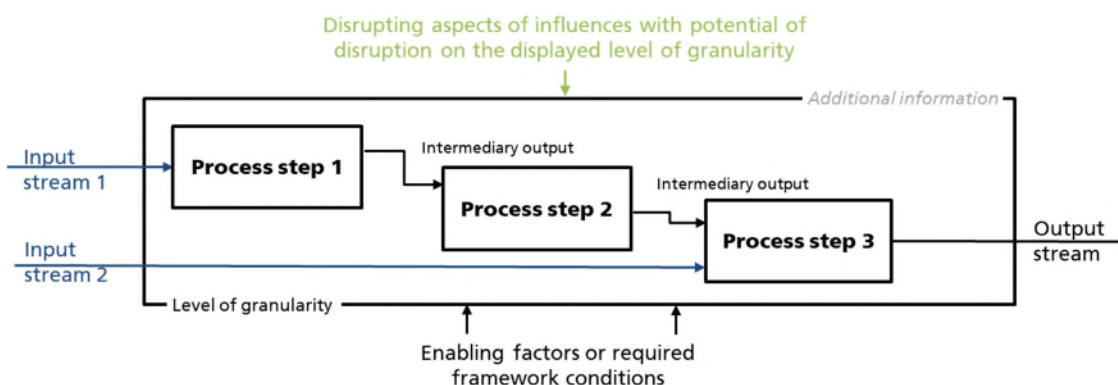 Disrupting aspects of influences with potential of
disruption on the displayed level of granularity
Additional information
Input
stream 1
Process step 1
Intermediary output
Process step 2
Intermediary output
Process step 3
Input
stream 2
Output
stream
Level of granularity
Enabling factors or required
framework conditions